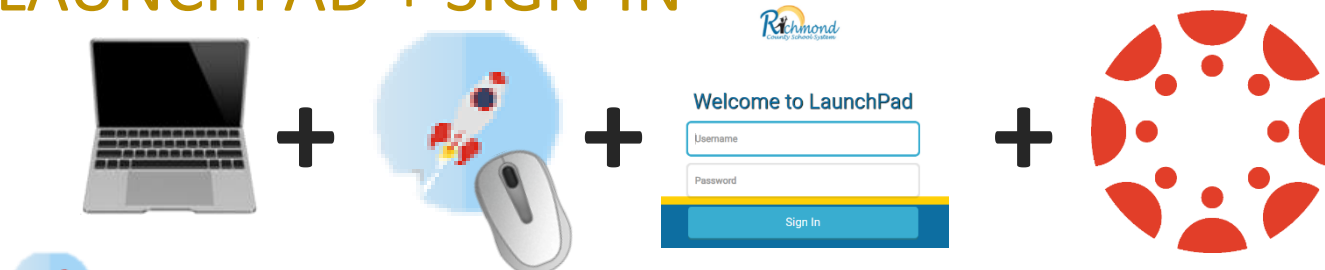 LAUNCHPAD + SIGN-IN
Richmond
County School System
Welcome to LaunchPad
Username
Password
Sign In